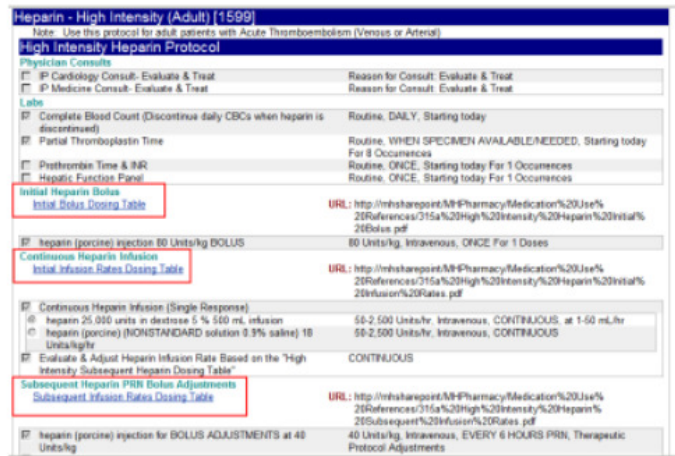 Heparin - High Intensity (Adult) [1599]
Note: Use this protocol for adult patients with Acute Thromboembolism (Venous or Arterial)
High Intensity Heparin Protocol
Physician Consults
IP Cardiology Consult- Evaluate & Treat Reason for Consult: Evaluate & Treat
IP Medicine Consult- Evaluate & Treat Reason for Consult: Evaluate & Treat
Labs
Complete Blood Count (Discontinue daily CBCs when heparin is Routine, DAILY, Starting today
discontinued)
Partial Thromboplastin Time Routine, WHEN SPECIMEN AVAILABLE/NEEDED, Starting today
For 8 Occurrences
Prothrombin Time & INR Routine, ONCE, Starting today For 1 Occurrences
Hepatic Function Panel Routine, ONCE, Starting today For 1 Occurrences
Initial Heparin Bolus
Initial Bolus Dosing Table URL: http://mhsharepoint/MHPharmacy/Medication%20Use%
20References/315a%20High%20Intensity%20Heparin%20Initial%
20Bolus.pdf
heparin (porcine) injection 80 Units/kg BOLUS 80 Units/kg, Intravenous, ONCE For 1 Doses
Continuous Heparin Infusion
Initial Infusion Rates Dosing Table URL: http://mhsharepoint/MHPharmacy/Medication%20Use%
20References/315a%20High%20Intensity%20Heparin%20Initial%
20Infusion%20Rates.pdf
Continuous Heparin Infusion (Single Response)
heparin 25,000 units in dextrose 5 % 500 mL infusion 50-2,500 Units/hr, Intravenous, CONTINUOUS, at 1-50 mL/hr
heparin (porcine) (NONSTANDARD solution 0.9% saline) 18 50-2,500 Units/hr, Intravenous, CONTINUOUS
Units/kg/hr
Evaluate & Adjust Heparin Infusion Rate Based on the "High CONTINUOUS
Intensity Subsequent Heparin Dosing Table"
Subsequent Heparin PRN Bolus Adjustments
Subsequent Infusion Rates Dosing Table URL: http://mhsharepoint/MHPharmacy/Medication%20Use%
20References/315a%20High%20Intensity%20Heparin%
20Subsequent%20Infusion%20Rates.pdf
heparin (porcine) injection for BOLUS ADJUSTMENTS at 40 40 Units/kg, Intravenous, EVERY 6 HOURS PRN, Therapeutic
Units/kg Protocol Adjustments